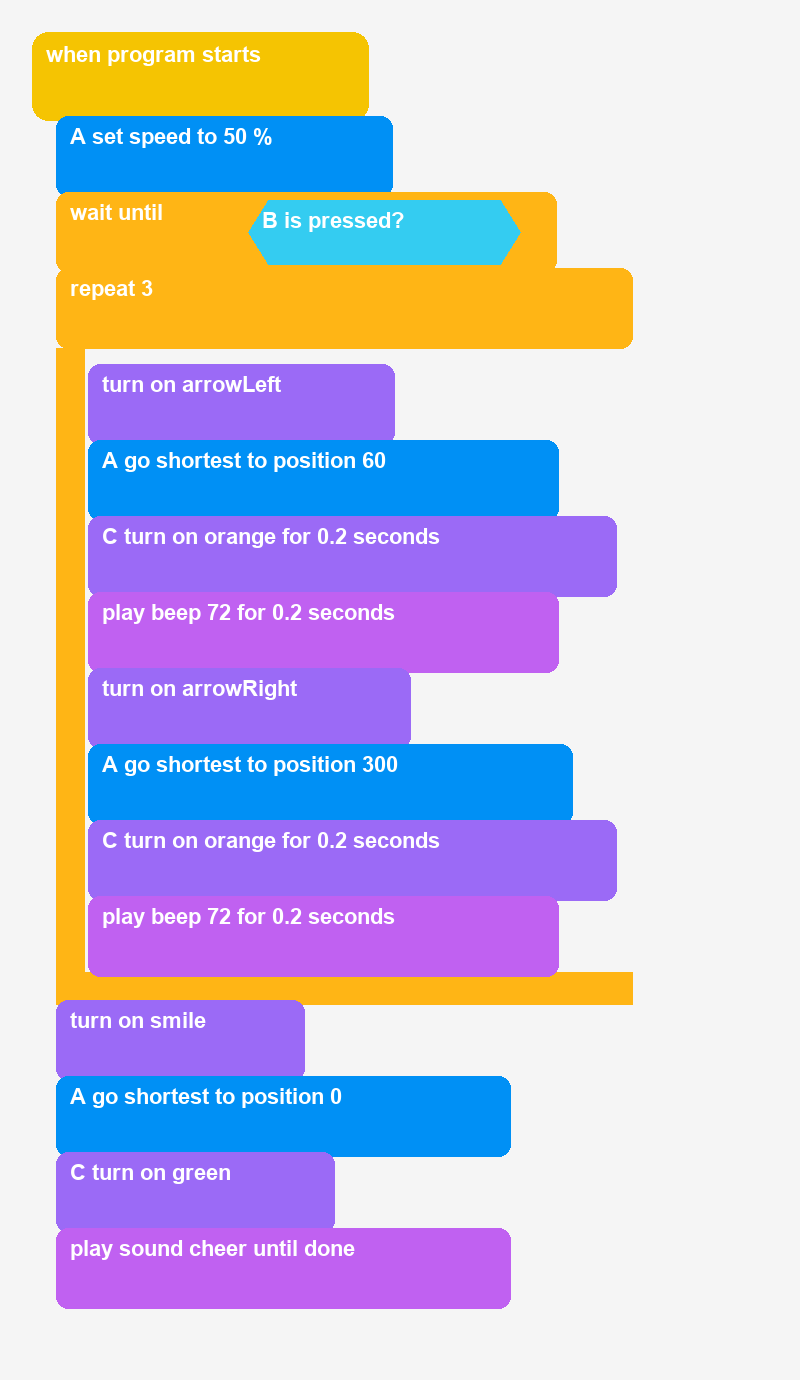 when program starts
A set speed to 50 %
wait until B is pressed?
repeat 3
turn on arrowLeft
A go shortest to position 60
C turn on orange for 0.2 seconds
play beep 72 for 0.2 seconds
turn on arrowRight
A go shortest to position 300
C turn on orange for 0.2 seconds
play beep 72 for 0.2 seconds
turn on smile
A go shortest to position 0
C turn on green
play sound cheer until done